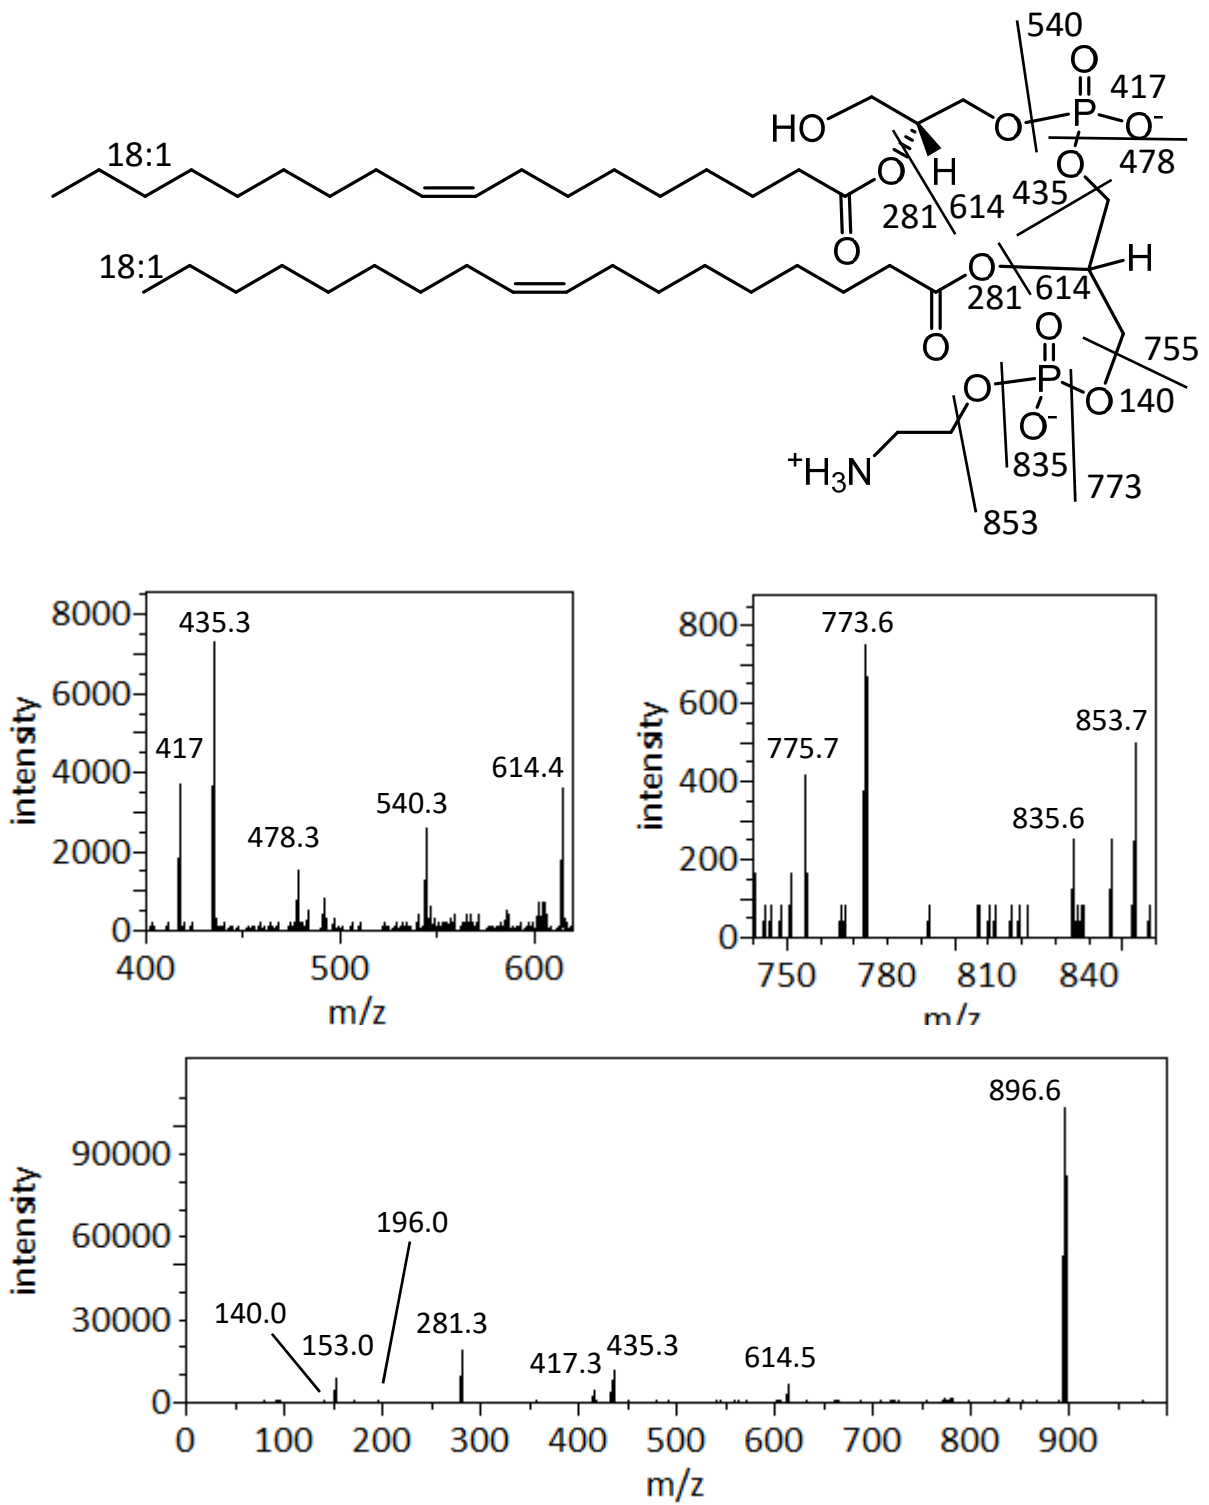 540
O
417
HO
O
P
O-
18:1
O
H
O
478
281
614
435
O
18:1
O
H
281
614
O
O
755
O
P
O
140
O-
+H3N
835
773
853
8000
6000
4000
2000
0
435.3
417
478.3
540.3
614.4
400
500
600
intensity
m/z
800
600
400
200
0
773.6
775.7
853.7
835.6
750
780
810
840
intensity
m/z
90000
60000
30000
0
896.6
196.0
140.0
153.0
281.3
417.3
435.3
614.5
0
100
200
300
400
500
600
700
800
900
intensity
m/z